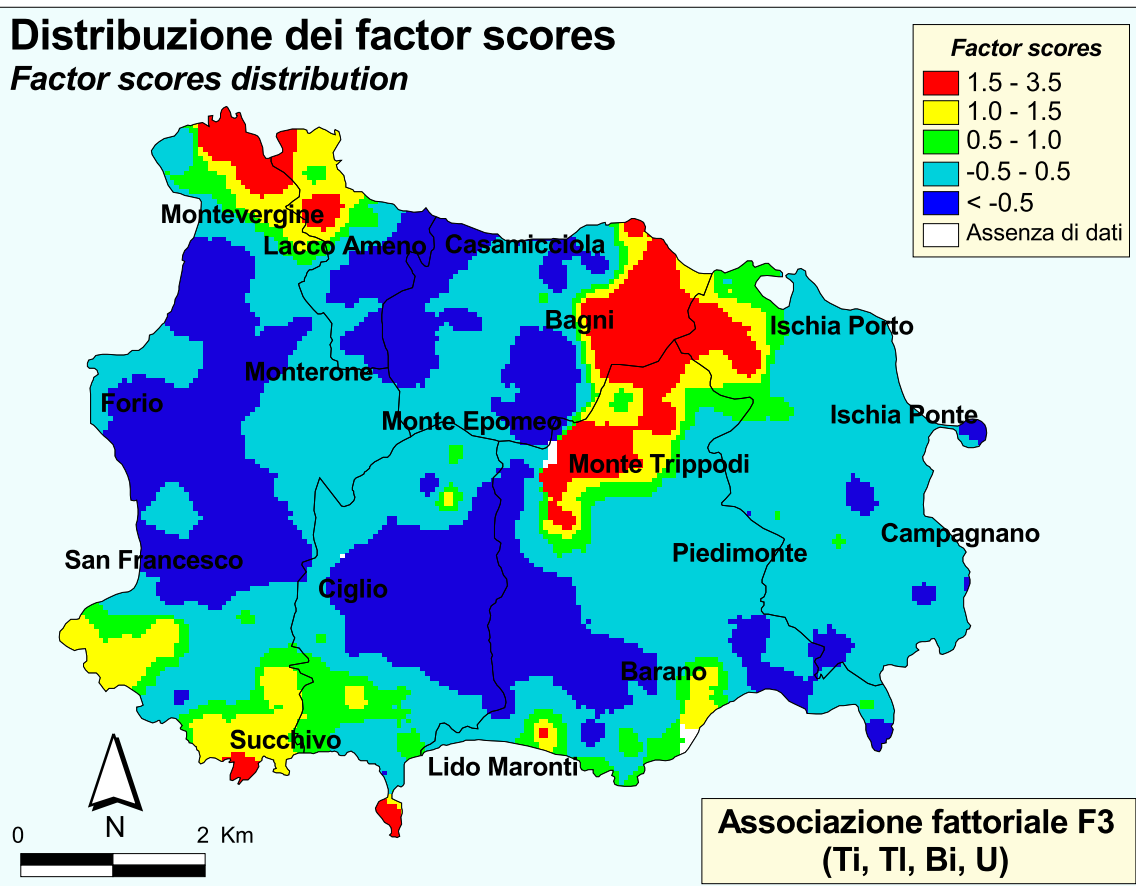 Distribuzione dei factor scores
Factor scores distribution
Factor scores
1.5 - 3.5
1.0 - 1.5
0.5 - 1.0
-0.5 - 0.5
< -0.5
Assenza di dati
Montevergine
Lacco Ameno
Casamicciola
Bagni
Ischia Porto
Monterone
Forio
Monte Epomeo
Ischia Ponte
Monte Trippodi
Campagnano
San Francesco
Piedimonte
Ciglio
Barano
Succhivo
Lido Maronti
N
0 2 Km
Associazione fattoriale F3
(Ti, Tl, Bi, U)